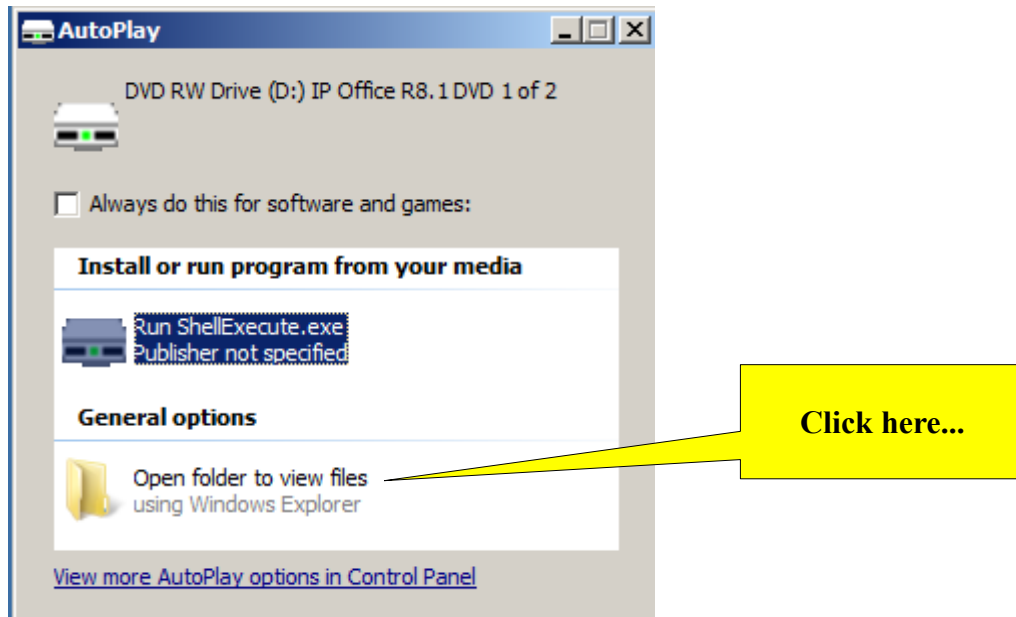 AutoPlay
DVD RW Drive (D:) IP Office R8.1 DVD 1 of 2
Always do this for software and games:
Install or run program from your media
Run ShellExecute.exe
Publisher not specified
General options
Click here...
Open folder to view files
using Windows Explorer
View more AutoPlay options in Control Panel